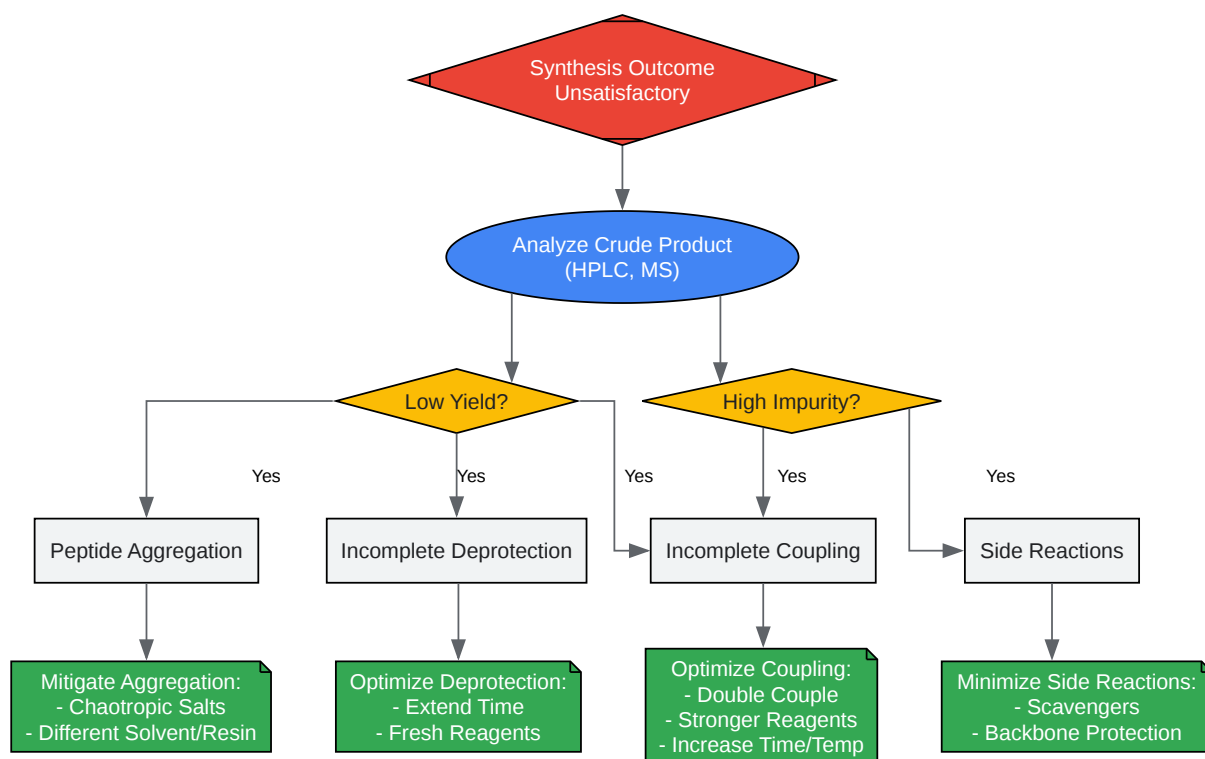 Synthesis Outcome
Unsatisfactory
Analyze Crude Product
(HPLC, MS)
Low Yield?
High Impurity?
Yes
Yes
Yes
Yes
Yes
Peptide Aggregation
Incomplete Deprotection
Incomplete Coupling
Side Reactions
Mitigate Aggregation:
- Chaotropic Salts
- Different Solvent/Resin
Optimize Deprotection:
- Extend Time
- Fresh Reagents
Optimize Coupling:
- Double Couple
- Stronger Reagents
- Increase Time/Temp
Minimize Side Reactions:
- Scavengers
- Backbone Protection